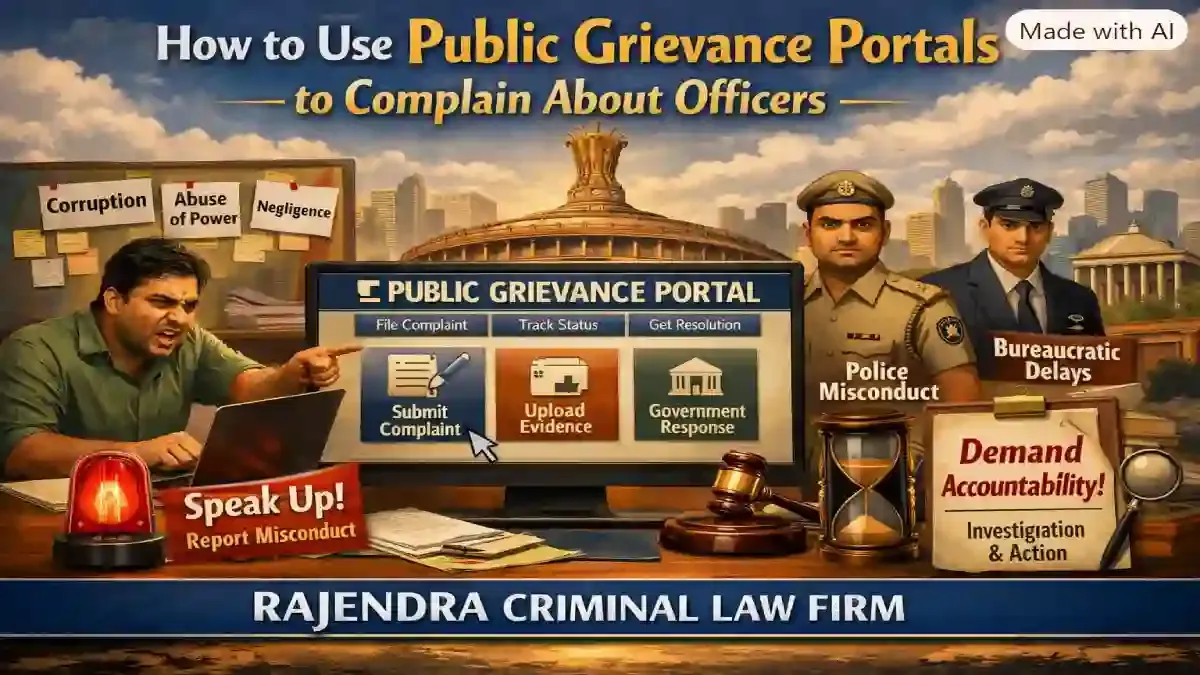 How to Use Public Grievance Portals
to Complain About Officers
Made with AI
Corruption
Abuse
of Power
Negligence
PUBLIC GRIEVANCE PORTAL
File Complaint
Track Status
Get Resolution
Submit
Complaint
Upload
Evidence
Government
Response
Police
Misconduct
Bureaucratic
Delays
Speak Up!
Report Misconduct
Demand
Accountability!
Investigration
& Action
RAJENDRA CRIMINAL LAW FIRM